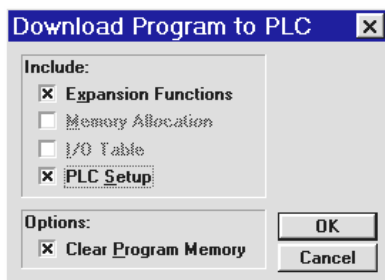 Download Program to PLC
Include:
Expansion Functions
Memory Allocation
I/O Table
PLC Setup
Options:
Clear Program Memory
OK
Cancel